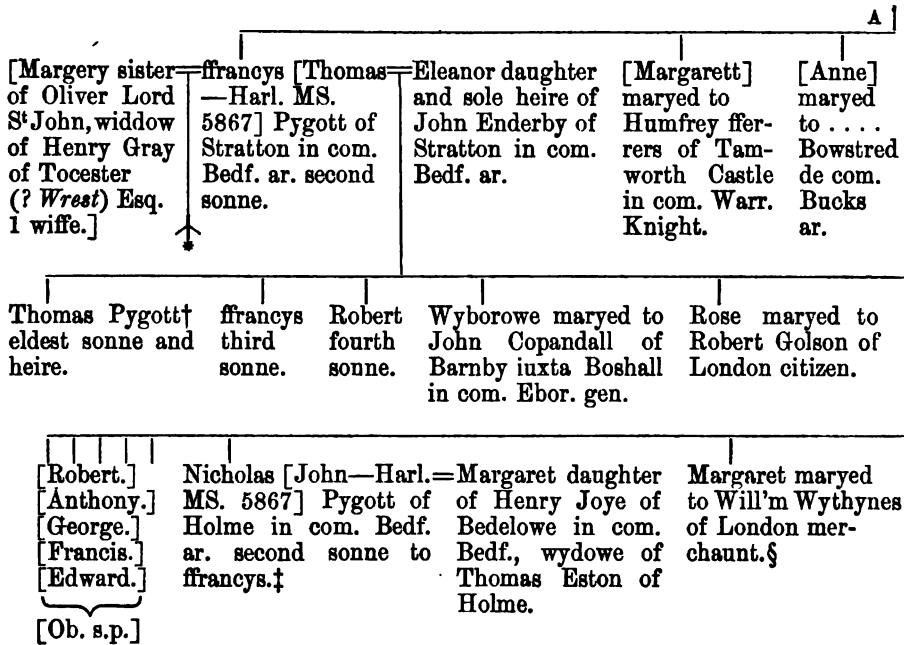 A
[Margery sister
of Oliver Lord
St John, widdow
of Henry Gray
of Tocester
(? Wrest) Esq.
1 wiffe.]
*
ffrancys [Thomas
—Harl. MS.
5867] Pygott of
Stratton in com.
Bedf. ar. second
sonne.
Eleanor daughter
and sole heire of
John Enderby of
Stratton in com.
Bedf. ar.
[Margarett]
maryed to
Humfrey ffer-
rers of Tam-
worth Castle
in com. Warr.
Knight.
[Anne]
maryed
to ....
Bowstred
de com.
Bucks
ar.
Thomas Pygott†
eldest sonne and
heire.
ffrancys
third
sonne.
Robert
fourth
sonne.
Wyborowe maryed to
John Copandall of
Barnby iuxta Boshall
in com. Ebor. gen.
Rose maryed to
Robert Golson of
London citizen.
[Robert.]
[Anthony.]
[George.]
[Francis.]
[Edward.]
[Ob. s.p.]
Nicholas [John—Harl.
MS. 5867] Pygott of
Holme in com. Bedf.
ar. second sonne to
ffrancys.‡
Margaret daughter
of Henry Joye of
Bedelowe in com.
Bedf., wydowe of
Thomas Eston of
Holme.
Margaret maryed
to Will'm Wythynes
of London mer-
chaunt.§